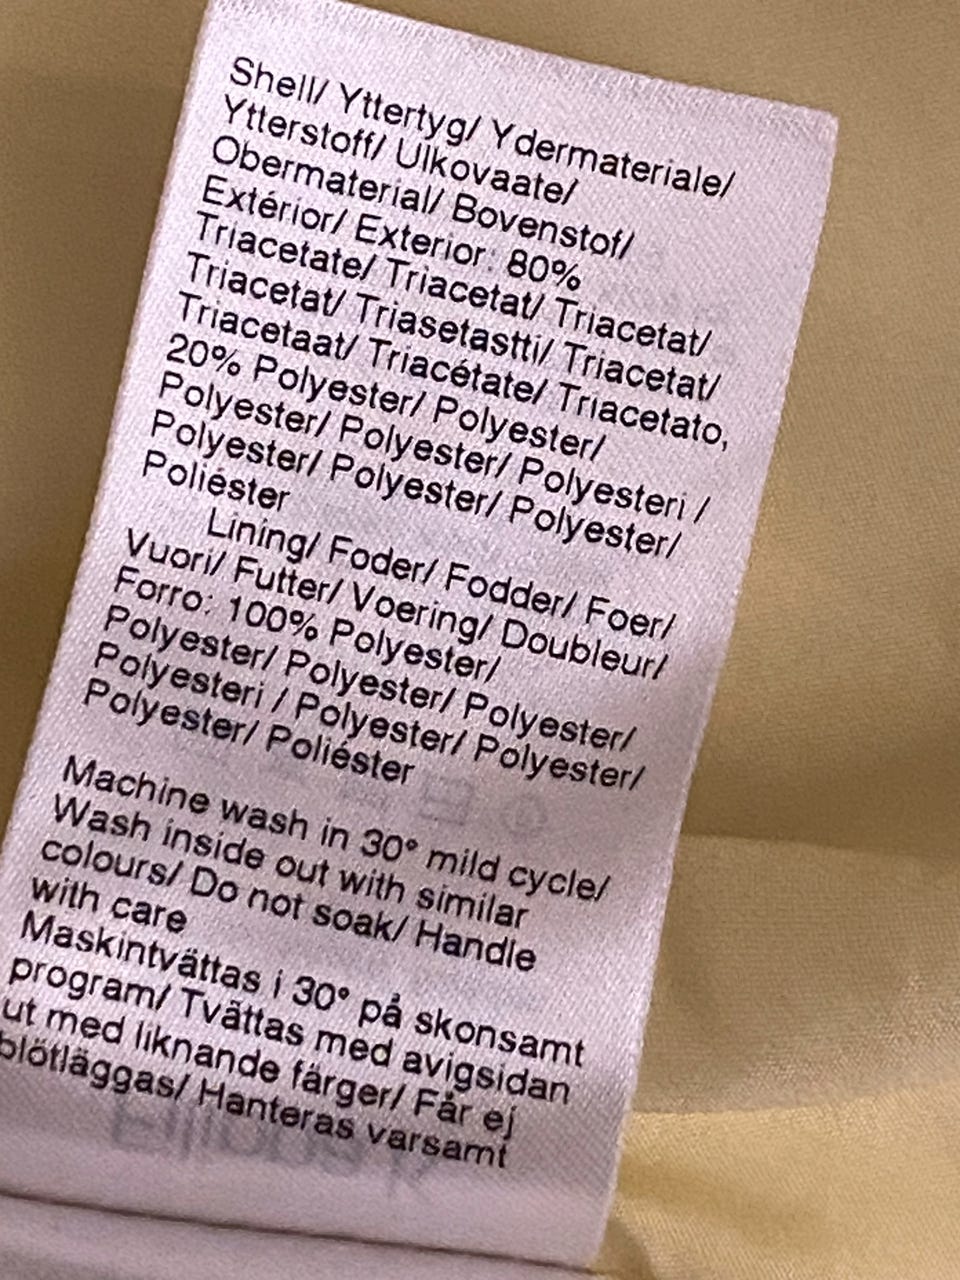 Shell/ Yttertyg/ Ydermateriale/
Ytterstoff/ Ulkovaate/
Obermaterial/ Bovenstof/
Extérior/ Exterior: 80%
Triacetate/ Triacetat/ Triacetat/
Triacetat/ Triasetastti/ Triacetat/
Triacetaat/ Triacétate/ Triacetato,
20% Polyester/ Polyester/
Polyester/ Polyester/ Polyesteri /
Polyester/ Polyester/ Polyester/
Poliéster
Lining/ Foder/ Fodder/ Foer/
Vuori/ Futter/ Voering/ Doubleur/
Forro: 100% Polyester/
Polyester/ Polyester/ Polyester/
Polyesteri / Polyester/ Polyester/
Polyester/ Poliéster
Machine wash in 30° mild cycle/
Wash inside out with similar
colours/ Do not soak/ Handle
with care
Maskintvättas i 30° på skonsamt
program/ Tvättas med avigsidan
ut med liknande färger/ Får ej
blötläggas/ Hanteras varsamt